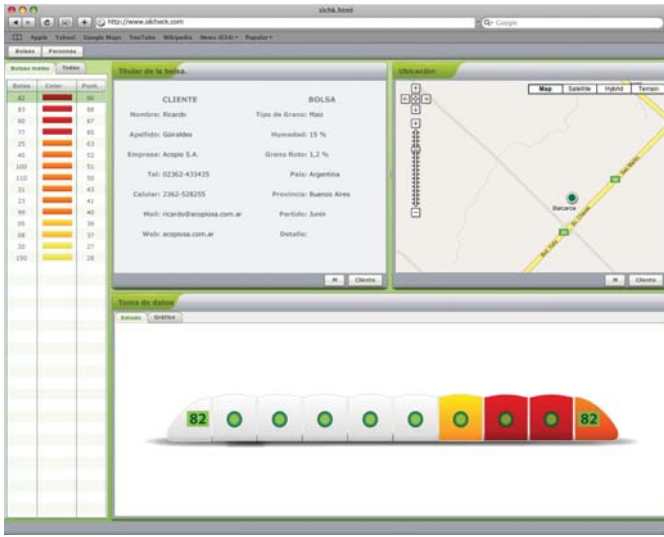 silchk.html
http://www.silcheck.com
Google
Apple Yahoo! Google Maps YouTube Wikipedia News (654) Popular
Bolsas Personas
Bolsas malas Todas
Bolsa Color Punt.
82 90
83 88
80 87
77 85
25 63
40 52
100 51
110 50
31 43
23 41
99 40
05 39
08 37
20 27
150 28
Titular de la bolsa.
CLIENTE BOLSA
Nombre: Ricardo Tipo de Grano: Maiz
Apellido: Güiraldes Humedad: 15 %
Empresa: Acopio S.A. Grano Roto: 1,2 %
Tel: 02362-433435 Pais: Argentina
Celular: 2362-528255 Provincia: Buenos Aires
Mail: ricardo@acopiosa.com.ar Partido: Junín
Web: acopiosa.com.ar Detalle:
M Cliente
Ubicación
Map Satellite Hybrid Terrain
Balcarce
M Cliente
Toma de datos
Estado Gráfico
82 82